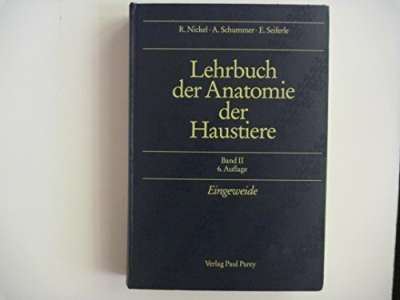 R. Nickel · A. Schummer · E. Seiferle
Lehrbuch
der Anatomie
der
Haustiere
Band II
6. Auflage
Eingeweide
Verlag Paul Parey